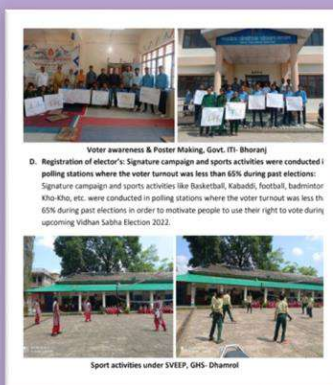 Voter awareness & Poster Making, Govt. ITI- Bhoranj
D. Registration of elector's: Signature campaign and sports activities were conducted i
polling stations where the voter turnout was less than 65% during past elections:
Signature campaign and sports activities like Basketball, Kabaddi, football, badminton
Kho-Kho, etc. were conducted in polling stations where the voter turnout was less th
65% during past elections in order to motivate people to use their right to vote during
upcoming Vidhan Sabha Election 2022.
Sport activities under SVEEP, GHS- Dhamrol